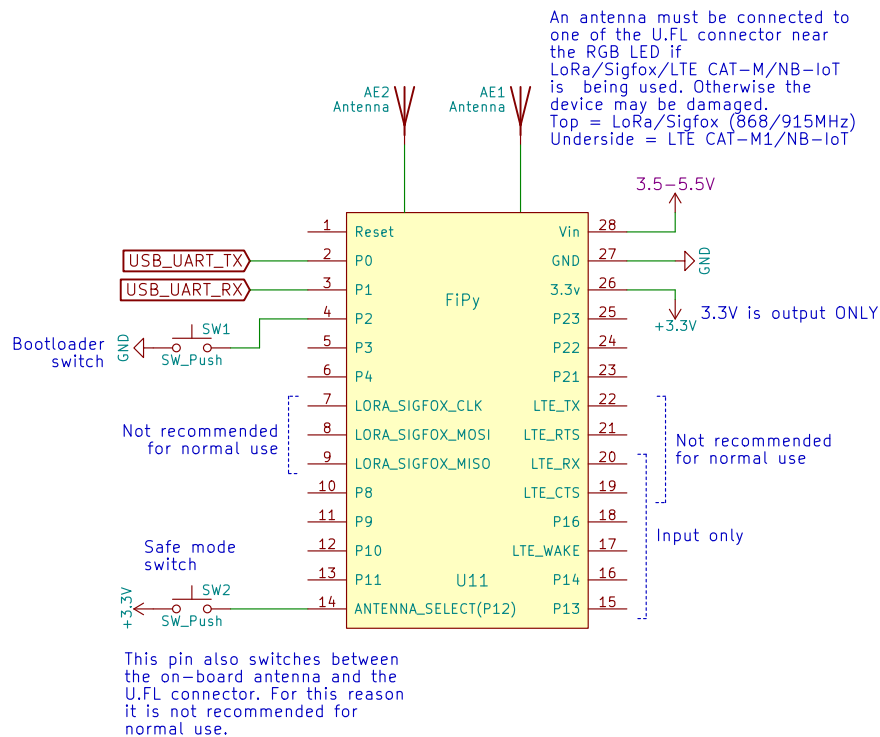 An antenna must be connected to
one of the U.FL connector near
the RGB LED if
LoRa/Sigfox/LTE CAT-M/NB-IoT
is  being used. Otherwise the
device may be damaged.
Top = LoRa/Sigfox (868/915MHz)
Underside = LTE CAT-M1/NB-IoT
AE2
Antenna
AE1
Antenna
3.5-5.5V
1 Reset Vin 28
USB_UART_TX 2 P0 GND 27 GND
USB_UART_RX 3 P1 3.3v 26
FiPy
+3.3V
3.3V is output ONLY
4 P2 P23 25
Bootloader
switch
GND
SW1
SW_Push
5 P3 P22 24
6 P4 P21 23
7 LORA_SIGFOX_CLK LTE_TX 22
8 LORA_SIGFOX_MOSI LTE_RTS 21
9 LORA_SIGFOX_MISO LTE_RX 20
Not recommended
for normal use
Not recommended
for normal use
10 P8 LTE_CTS 19
11 P9 P16 18
Input only
12 P10 LTE_WAKE 17
13 P11 U11 P14 16
Safe mode
switch
+3.3V
SW2
SW_Push
14 ANTENNA_SELECT(P12) P13 15
This pin also switches between
the on-board antenna and the
U.FL connector. For this reason
it is not recommended for
normal use.